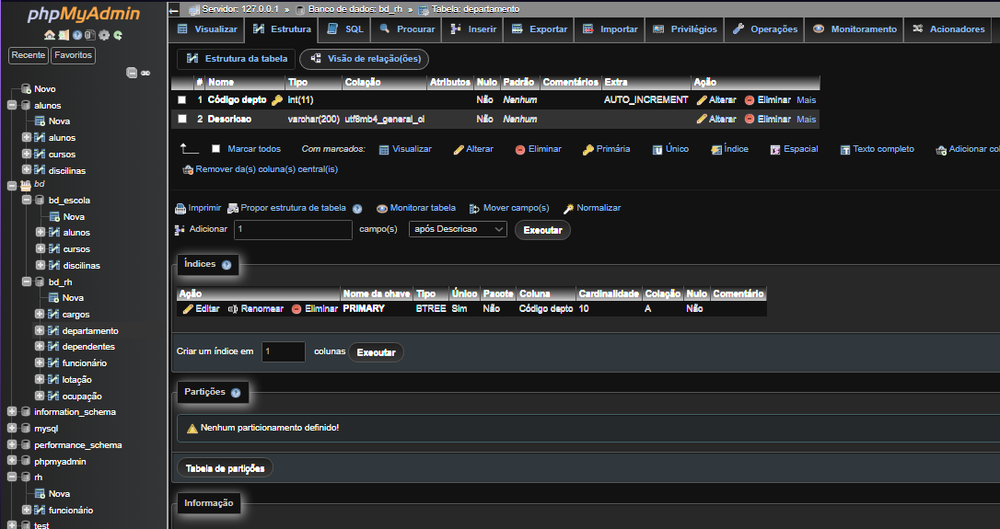 phpMyAdmin
Recente Favoritos
Novo
alunos
Nova
alunos
cursos
discilinas
bd
bd_escola
Nova
alunos
cursos
discilinas
bd_rh
Nova
cargos
departamento
dependentes
funcionário
lotação
ocupação
information_schema
mysql
performance_schema
phpmyadmin
rh
Nova
funcionário
test
Servidor: 127.0.0.1 » Banco de dados: bd_rh » Tabela: departamento
Visualizar Estrutura SQL Procurar Inserir Exportar Importar Privilégios Operações Monitoramento Acionadores
Estrutura da tabela Visão de relação(ões)
# Nome Tipo Colação Atributos Nulo Padrão Comentários Extra Ação
1 Código depto int(11) Não Nenhum AUTO_INCREMENT Alterar Eliminar Mais
2 Descricao varchar(200) utf8mb4_general_ci Não Nenhum Alterar Eliminar Mais
Marcar todos Com marcados: Visualizar Alterar Eliminar Primária Único Índice Espacial Texto completo Adicionar col
Remover da(s) coluna(s) central(is)
Imprimir Propor estrutura de tabela Monitorar tabela Mover campo(s) Normalizar
Adicionar 1 campo(s) após Descricao Executar
Índices
Ação Nome da chave Tipo Único Pacote Coluna Cardinalidade Colação Nulo Comentário
Editar Renomear Eliminar PRIMARY BTREE Sim Não Código depto 10 A Não
Criar um índice em 1 colunas Executar
Partições
Nenhum particionamento definido!
Tabela de partições
Informação